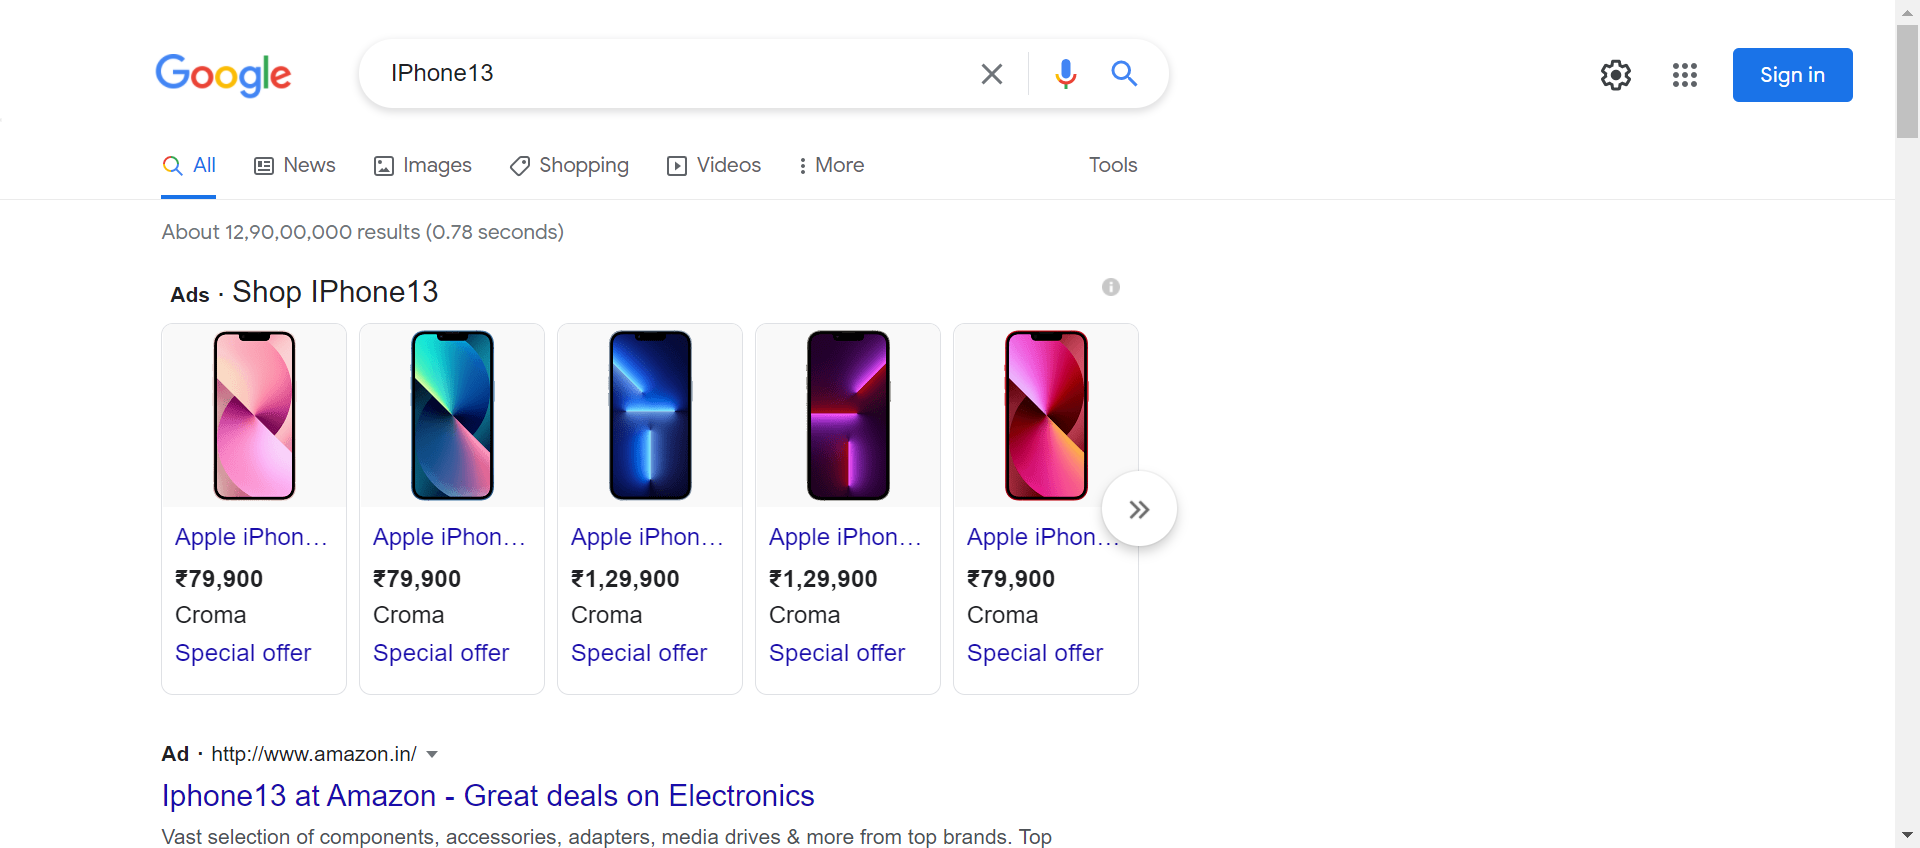 Google
IPhone13
Sign in
All News Images Shopping Videos More Tools
About 12,90,00,000 results (0.78 seconds)
Ads · Shop IPhone13
Apple iPhon... Apple iPhon... Apple iPhon... Apple iPhon... Apple iPhon...
₹79,900 ₹79,900 ₹1,29,900 ₹1,29,900 ₹79,900
Croma Croma Croma Croma Croma
Special offer Special offer Special offer Special offer Special offer
Ad · http://www.amazon.in/
Iphone13 at Amazon - Great deals on Electronics
Vast selection of components, accessories, adapters, media drives & more from top brands. Top